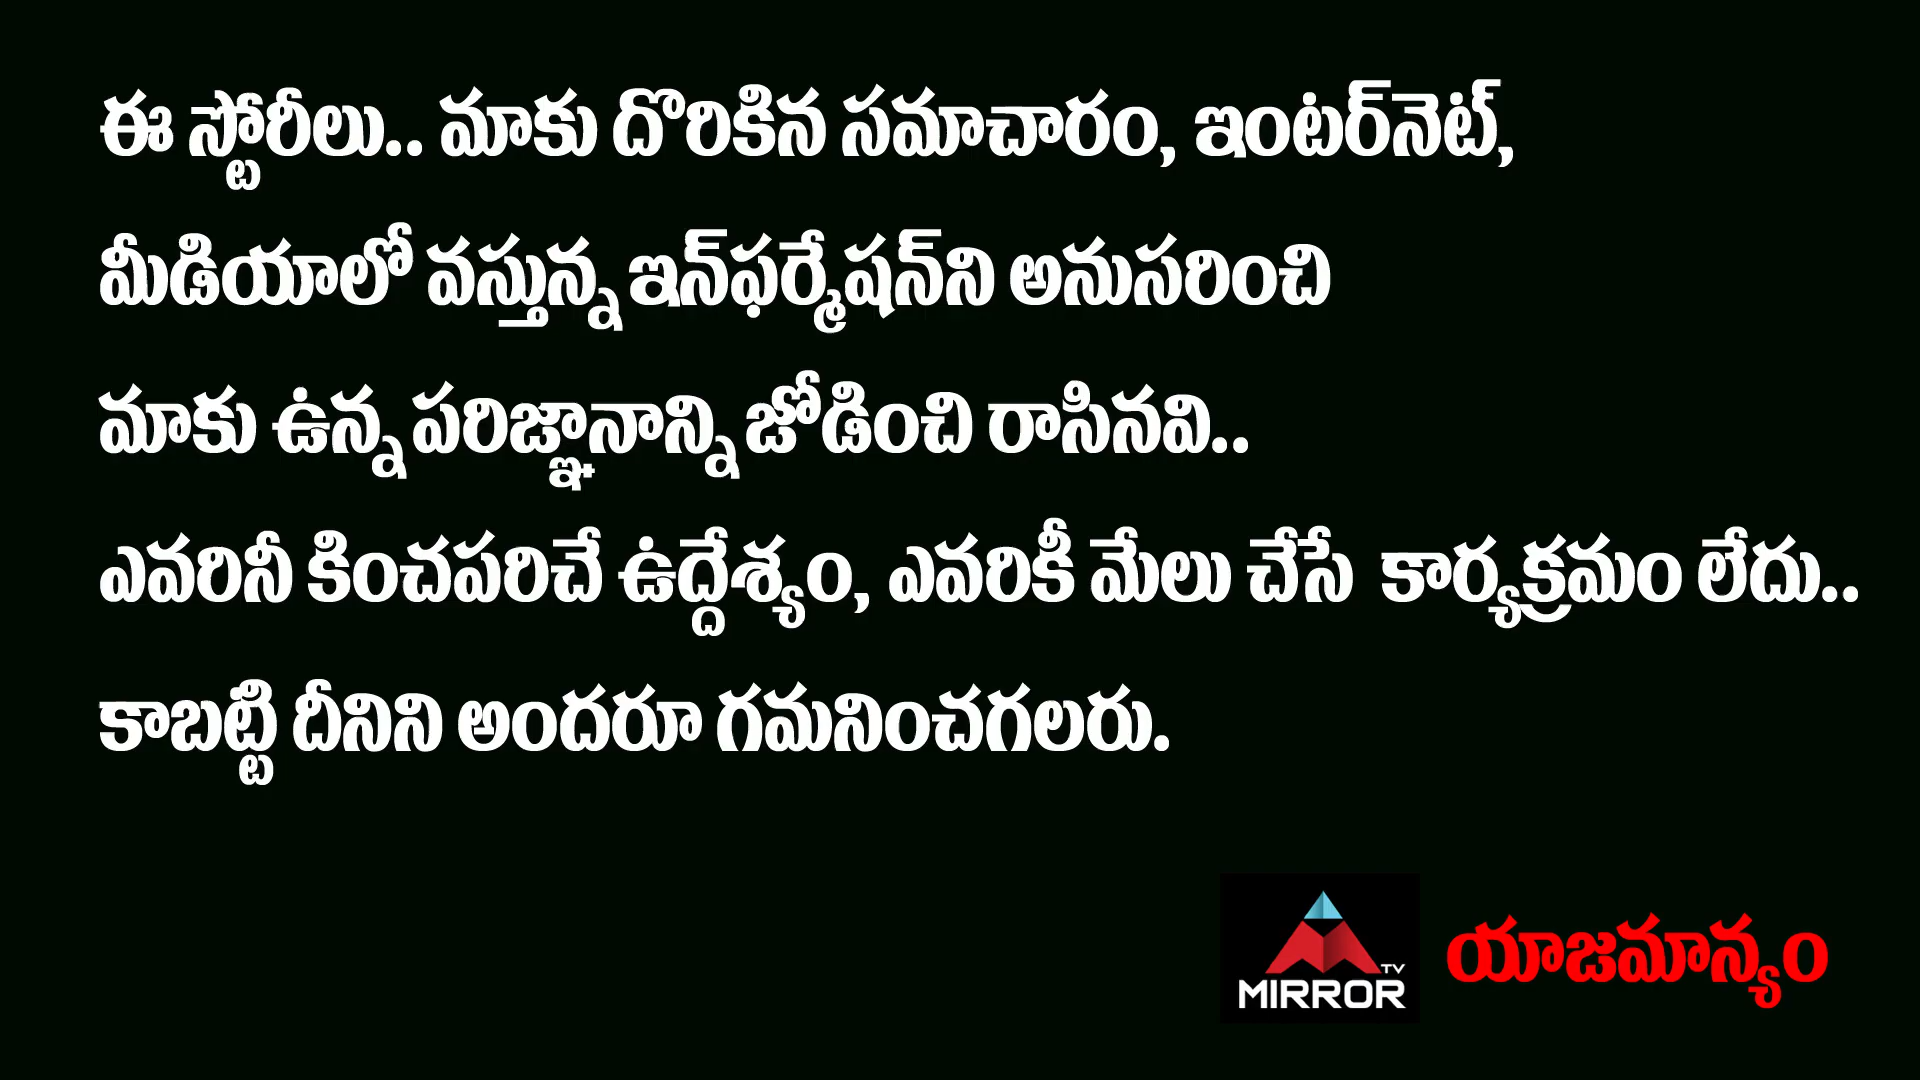 ఈ స్టోరీలు.. మాకు దొరికిన సమాచారం, ఇంటర్‌నెట్,
మీడియాలో వస్తున్న ఇన్‌ఫర్మేషన్‌ని అనుసరించి
మాకు ఉన్న పరిజ్ఞానాన్ని జోడించి రాసినవి..
ఎవరినీ కించపరిచే ఉద్దేశ్యం, ఎవరికీ మేలు చేసే కార్యక్రమం లేదు..
కాబట్టి దీనిని అందరూ గమనించగలరు.
TV
MIRROR
యాజమాన్యం